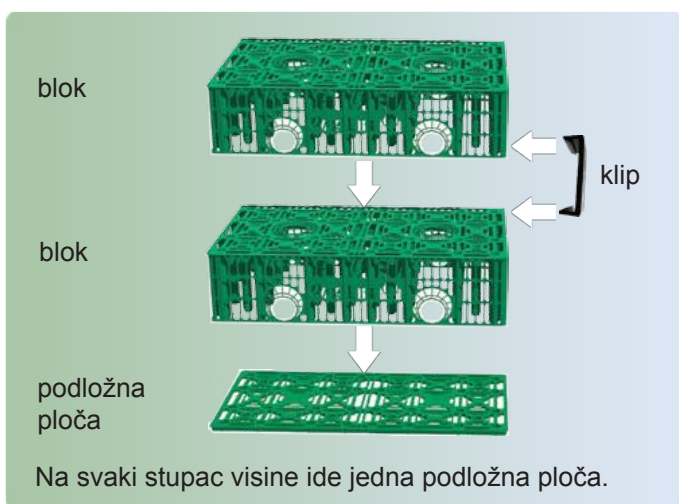 blok
klip
blok
podložna
ploča
Na svaki stupac visine ide jedna podložna ploča.